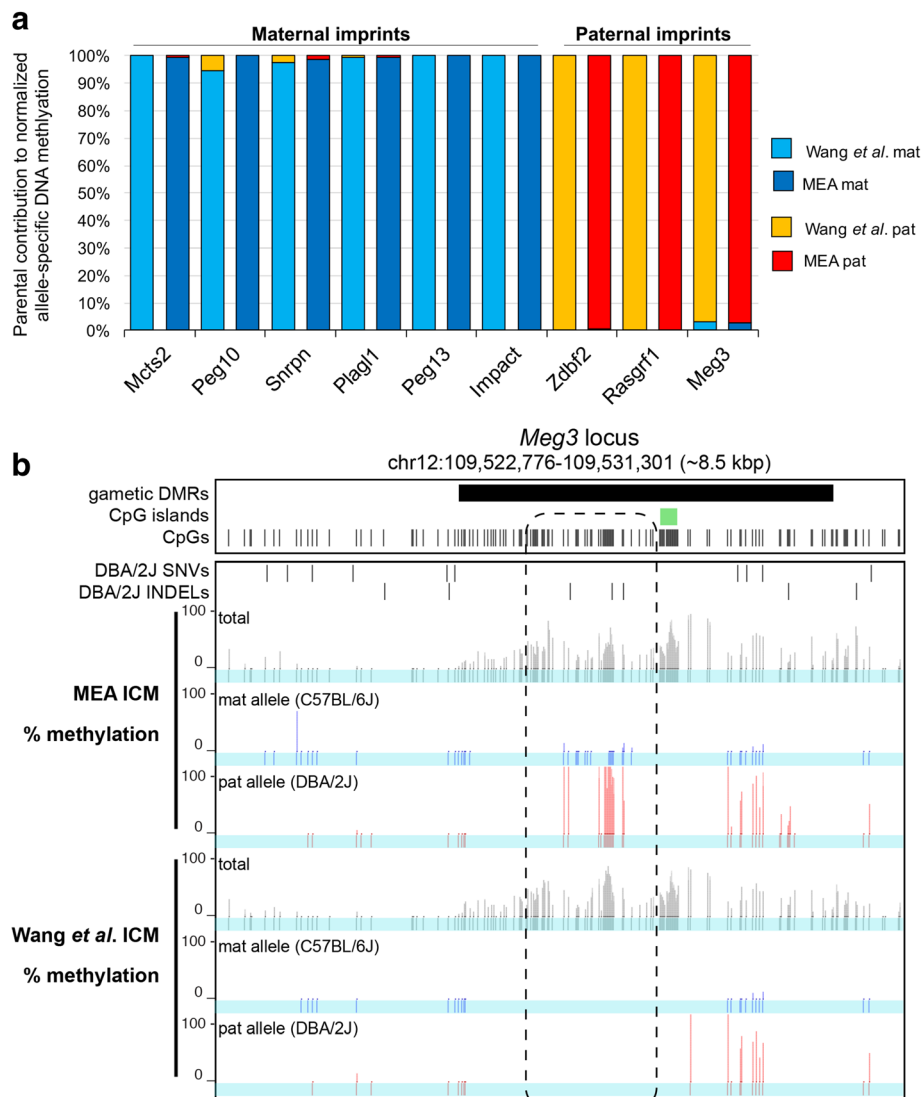 a
Maternal imprints
Paternal imprints
Parental contribution to normalized
allele-specific DNA methlyation
100%
90%
80%
70%
60%
50%
40%
30%
20%
10%
0%
Mcts2
Peg10
Snrpn
Plagl1
Peg13
Impact
Zdbf2
Rasgrf1
Meg3
Wang et al. mat
MEA mat
Wang et al. pat
MEA pat
b
Meg3 locus
chr12:109,522,776-109,531,301 (~8.5 kbp)
gametic DMRs
CpG islands
CpGs
DBA/2J SNVs
DBA/2J INDELs
MEA ICM
% methylation
100
total
0
100
mat allele (C57BL/6J)
0
100
pat allele (DBA/2J)
0
Wang et al. ICM
% methylation
100
total
0
100
mat allele (C57BL/6J)
0
100
pat allele (DBA/2J)
0